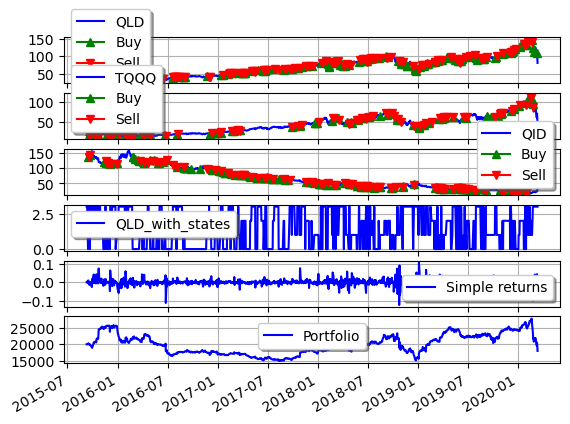 QLD
Buy
Sell
150
100
50
TQQQ
Buy
Sell
100
50
QID
Buy
Sell
150
100
50
QLD_with_states
2.5
0.0
Simple returns
0.1
0.0
−0.1
Portfolio
25000
20000
15000
2015-07
2016-01
2016-07
2017-01
2017-07
2018-01
2018-07
2019-01
2019-07
2020-01